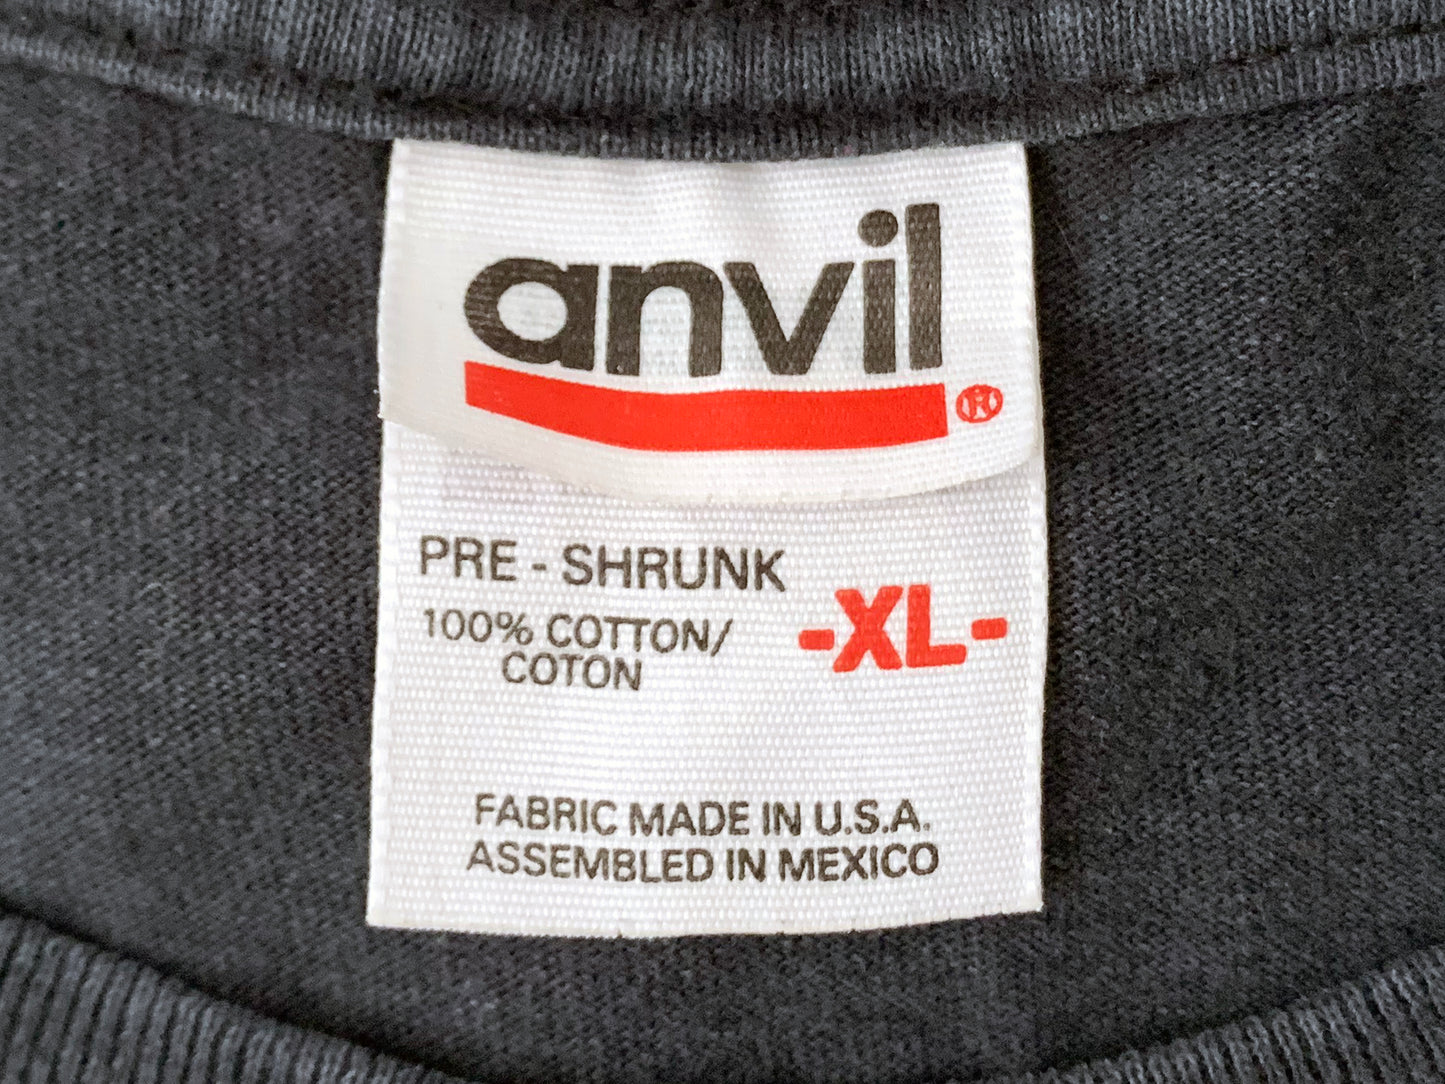 anvil®
PRE - SHRUNK
-XL-
100% COTTON/
COTON
FABRIC MADE IN U.S.A.
ASSEMBLED IN MEXICO